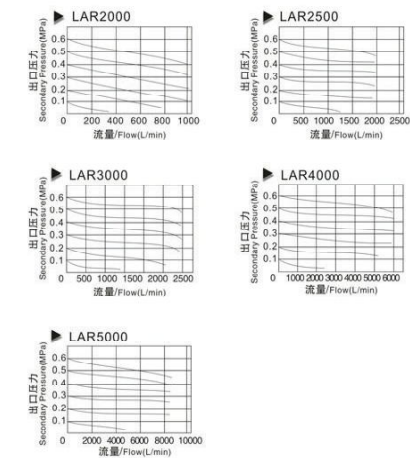 LAR2000
出口压力
Secondary Pressure(MPa)
0.6
0.5
0.4
0.3
0.2
0.1
0 200 400 600 800 1000
流量/Flow(L/min)
LAR2500
出口压力
Secondary Pressure(MPa)
0.6
0.5
0.4
0.3
0.2
0.1
0 500 1000 1500 2000 2500
流量/Flow(L/min)
LAR3000
出口压力
Secondary Pressure(MPa)
0.6
0.5
0.4
0.3
0.2
0.1
0 500 1000 1500 2000 2500
流量/Flow(L/min)
LAR4000
出口压力
Secondary Pressure(MPa)
0.6
0.5
0.4
0.3
0.2
0.1
0 1000 2000 3000 4000 5000 6000
流量/Flow(L/min)
LAR5000
出口压力
Secondary Pressure(MPa)
0.6
0.5
0.4
0.3
0.2
0.1
0 2000 4000 6000 8000 10000
流量/Flow(L/min)